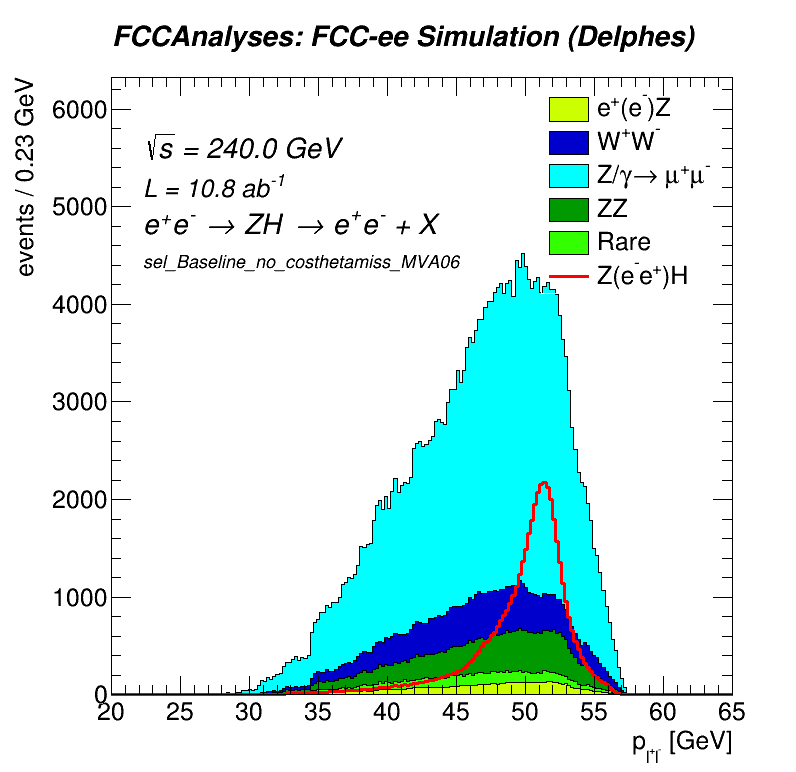 FCCAnalyses: FCC-ee Simulation (Delphes)
events / 0.23 GeV
6000
5000
4000
3000
2000
1000
0
√s = 240.0 GeV
L = 10.8 ab⁻¹
e⁺e⁻ → ZH → e⁺e⁻ + X
sel_Baseline_no_costhetamiss_MVA06
e⁺(e⁻)Z
W⁺W⁻
Z/γ→ μ⁺μ⁻
ZZ
Rare
Z(e⁻e⁺)H
20 25 30 35 40 45 50 55 60 65
p_l⁺l⁻ [GeV]